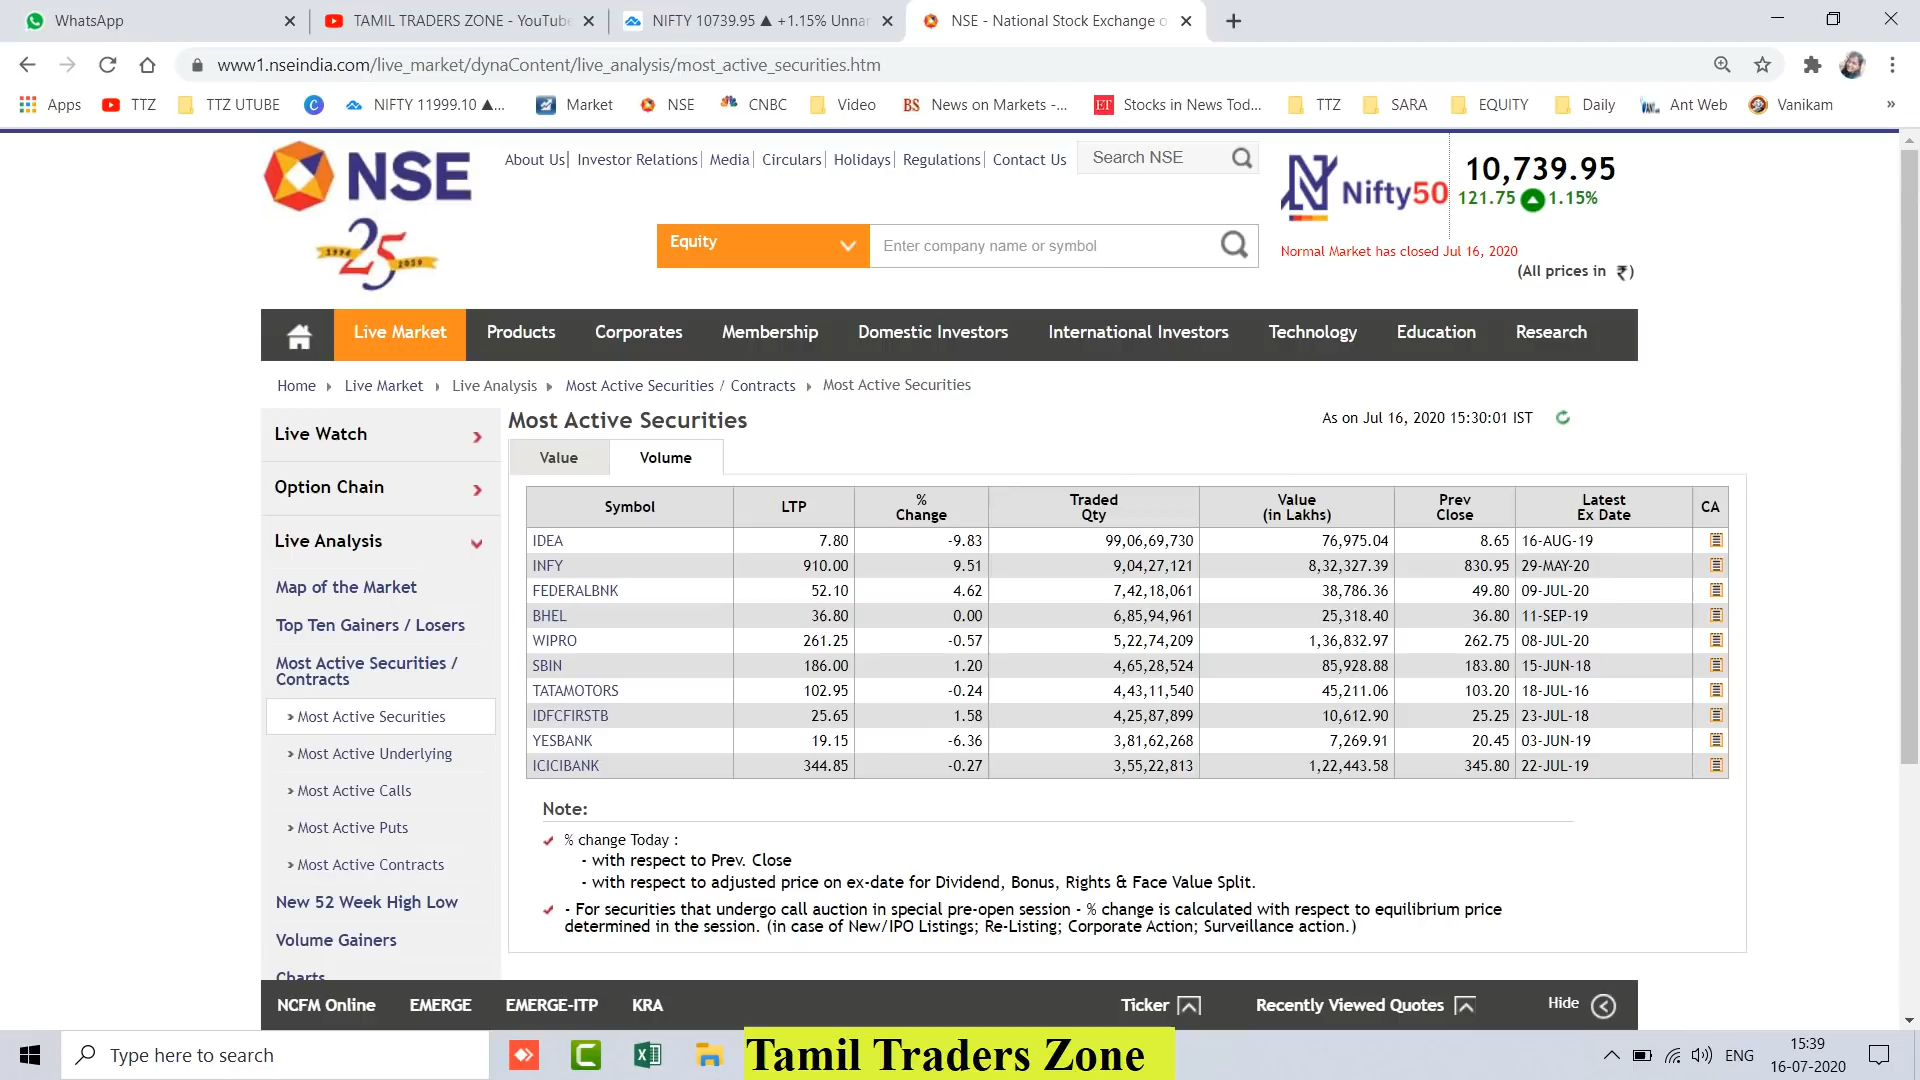 WhatsApp
TAMIL TRADERS ZONE - YouTube
NIFTY 10739.95 ▲ +1.15% Unnar
NSE - National Stock Exchange o
www1.nseindia.com/live_market/dynaContent/live_analysis/most_active_securities.htm
Apps TTZ TTZ UTUBE NIFTY 11999.10 ▲... Market NSE CNBC Video BS News on Markets -... ET Stocks in News Tod... TTZ SARA EQUITY Daily Ant Web Vanikam »
NSE
25
About Us| Investor Relations| Media| Circulars| Holidays| Regulations| Contact Us
Search NSE
Equity
Enter company name or symbol
Nifty50
10,739.95
121.75 1.15%
Normal Market has closed Jul 16, 2020
(All prices in ₹)
Live Market Products Corporates Membership Domestic Investors International Investors Technology Education Research
Home Live Market Live Analysis Most Active Securities / Contracts Most Active Securities
Live Watch
Option Chain
Live Analysis
Map of the Market
Top Ten Gainers / Losers
Most Active Securities /
Contracts
» Most Active Securities
» Most Active Underlying
» Most Active Calls
» Most Active Puts
» Most Active Contracts
New 52 Week High Low
Volume Gainers
Charts
Most Active Securities
As on Jul 16, 2020 15:30:01 IST
Value Volume
Symbol LTP % Change Traded Qty Value (in Lakhs) Prev Close Latest Ex Date CA
IDEA 7.80 -9.83 99,06,69,730 76,975.04 8.65 16-AUG-19
INFY 910.00 9.51 9,04,27,121 8,32,327.39 830.95 29-MAY-20
FEDERALBNK 52.10 4.62 7,42,18,061 38,786.36 49.80 09-JUL-20
BHEL 36.80 0.00 6,85,94,961 25,318.40 36.80 11-SEP-19
WIPRO 261.25 -0.57 5,22,74,209 1,36,832.97 262.75 08-JUL-20
SBIN 186.00 1.20 4,65,28,524 85,928.88 183.80 15-JUN-18
TATAMOTORS 102.95 -0.24 4,43,11,540 45,211.06 103.20 18-JUL-16
IDFCFIRSTB 25.65 1.58 4,25,87,899 10,612.90 25.25 23-JUL-18
YESBANK 19.15 -6.36 3,81,62,268 7,269.91 20.45 03-JUN-19
ICICIBANK 344.85 -0.27 3,55,22,813 1,22,443.58 345.80 22-JUL-19
Note:
% change Today :
- with respect to Prev. Close
- with respect to adjusted price on ex-date for Dividend, Bonus, Rights & Face Value Split.
- For securities that undergo call auction in special pre-open session - % change is calculated with respect to equilibrium price
determined in the session. (in case of New/IPO Listings; Re-Listing; Corporate Action; Surveillance action.)
NCFM Online EMERGE EMERGE-ITP KRA Ticker Recently Viewed Quotes Hide
Type here to search
Tamil Traders Zone
ENG
15:39
16-07-2020